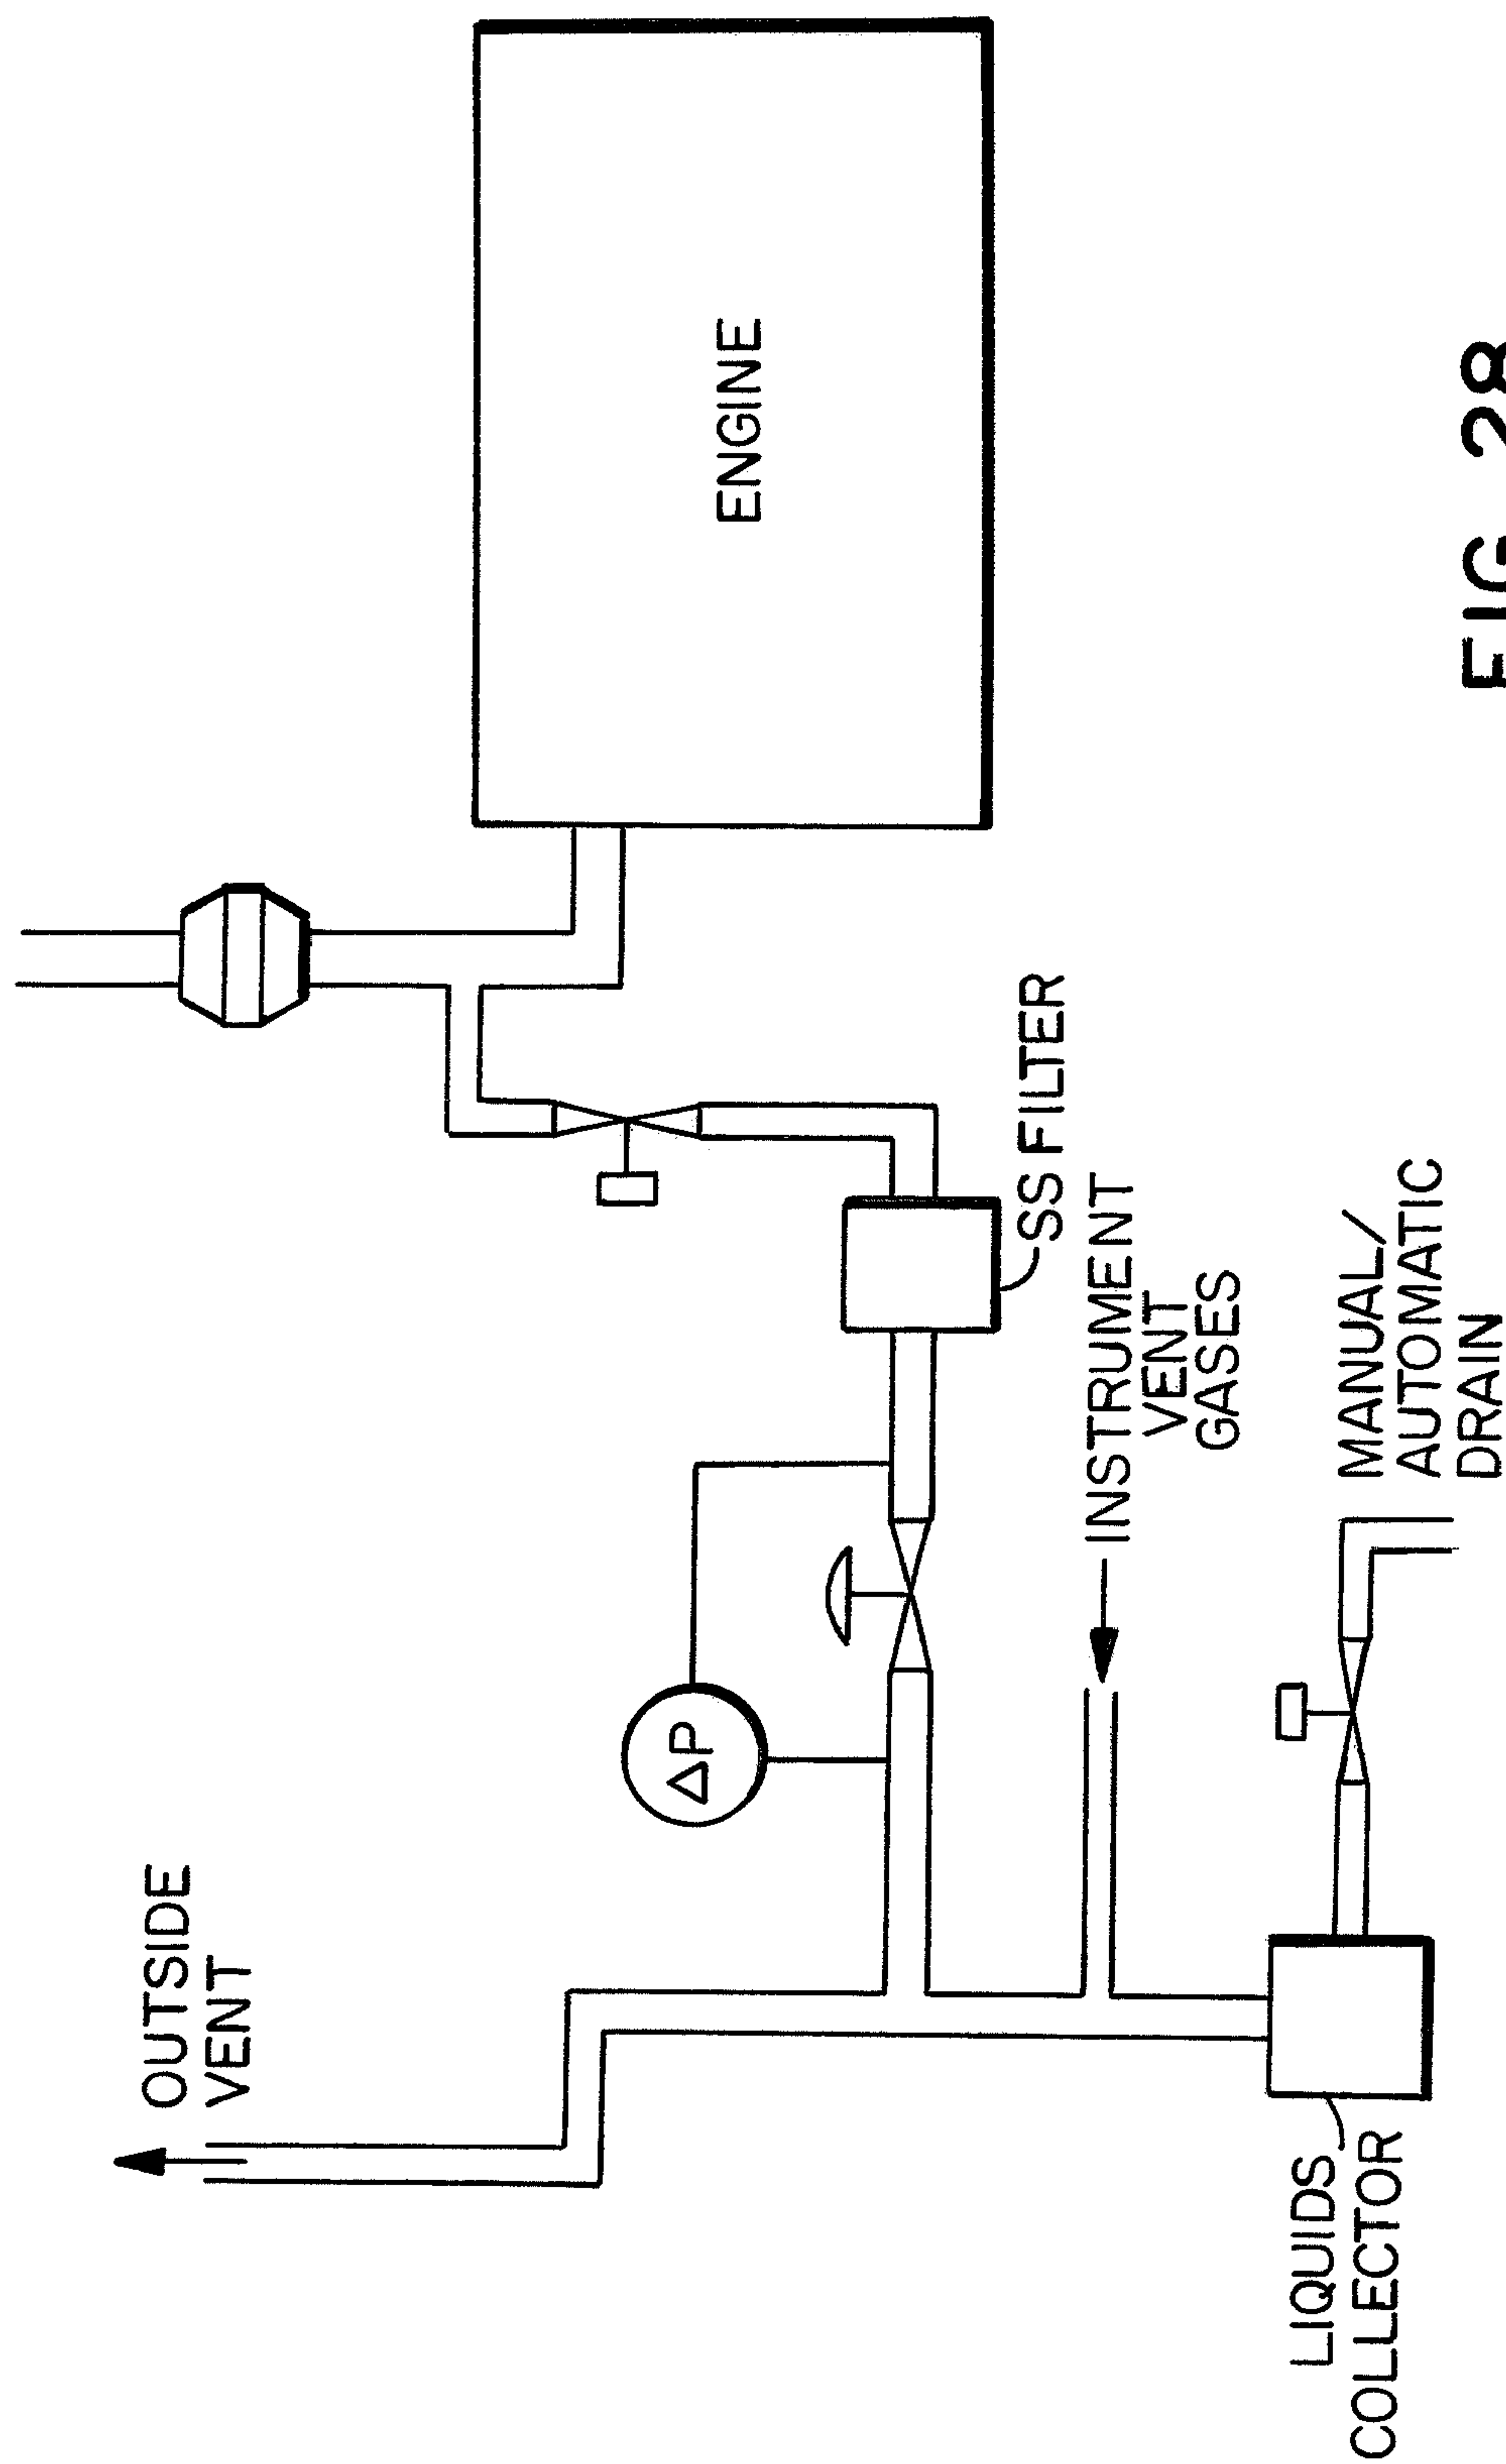 OUTSIDE
VENT
ΔP
ENGINE
SS FILTER
INSTRUMENT
VENT
GASES
LIQUIDS
COLLECTOR
MANUAL/
AUTOMATIC
DRAIN
FIG. 28